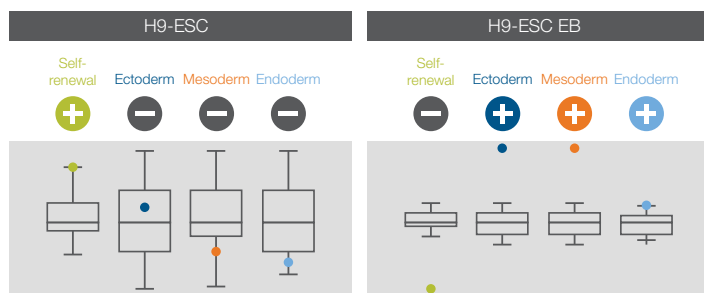 H9-ESC
Self-
renewal
Ectoderm
Mesoderm
Endoderm
H9-ESC EB
Self-
renewal
Ectoderm
Mesoderm
Endoderm